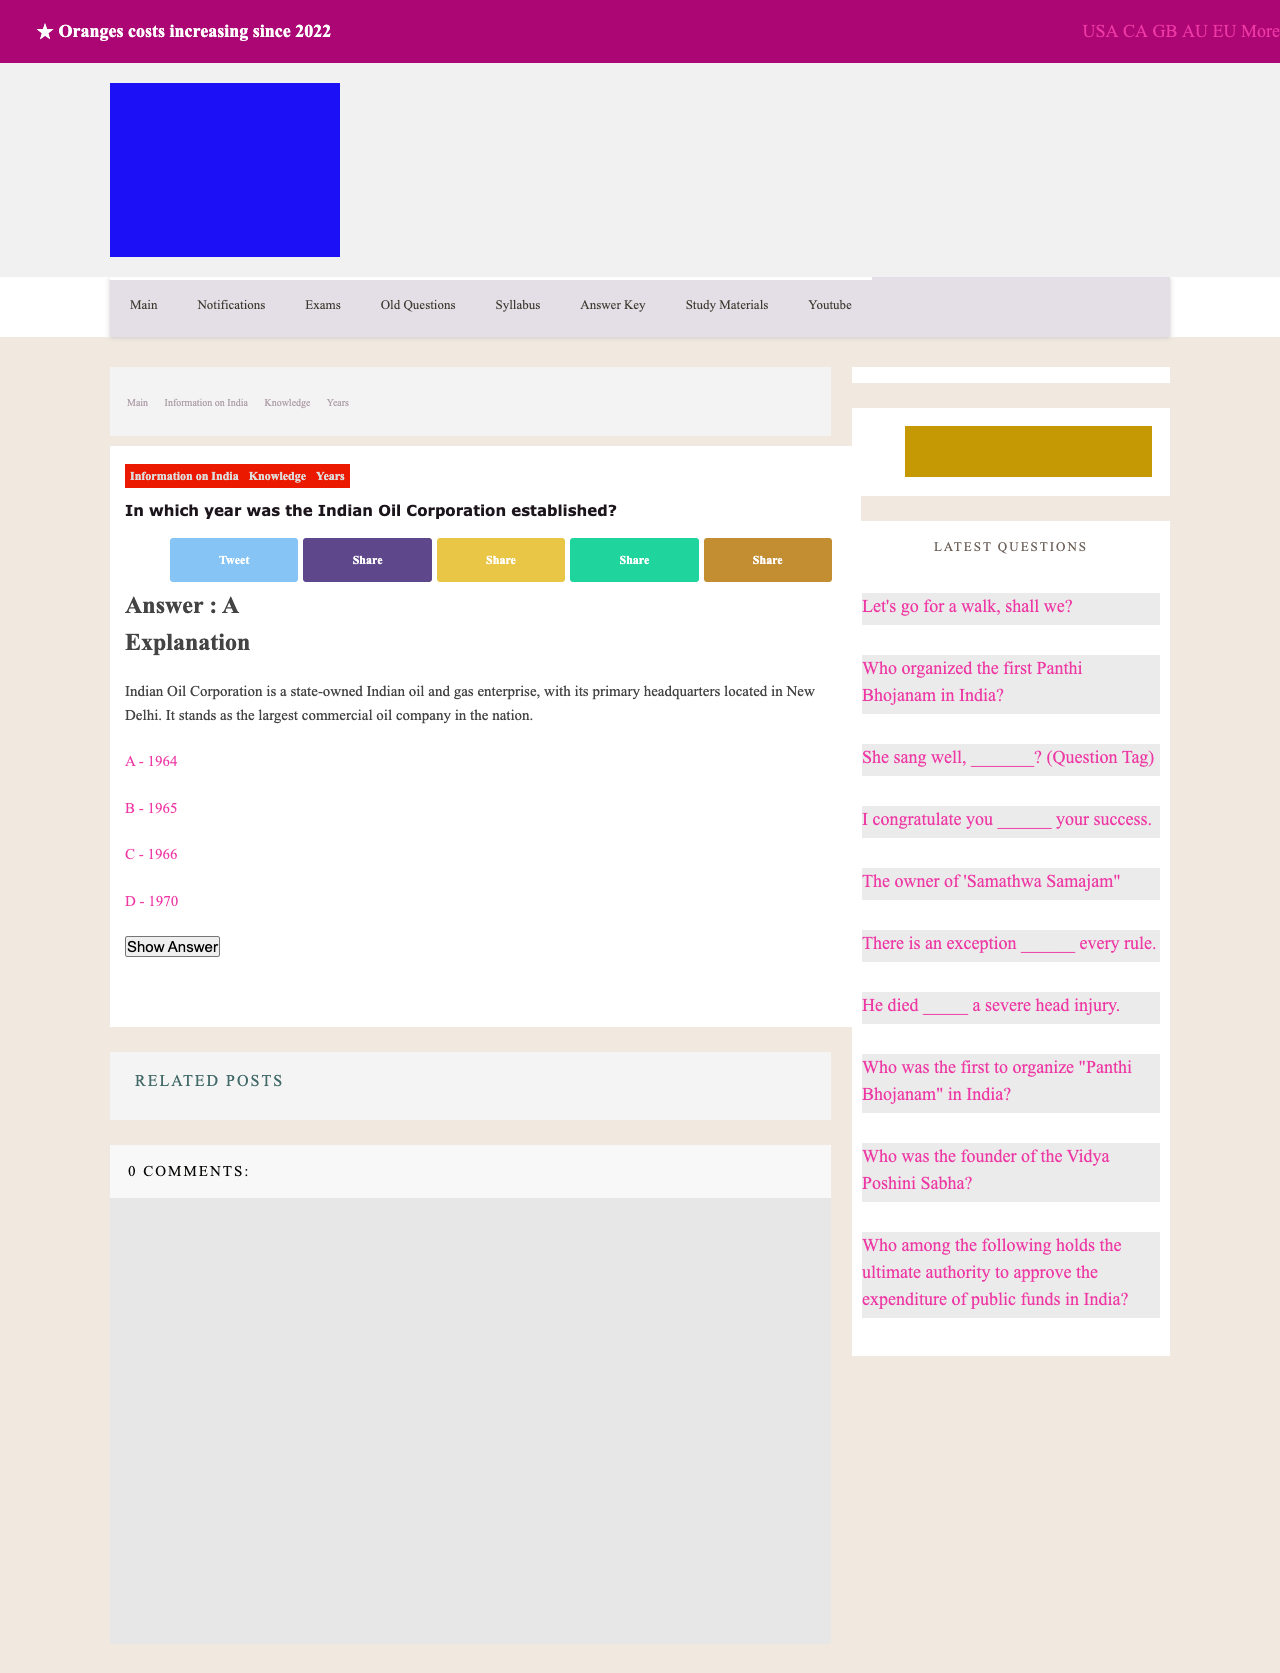 ★ Oranges costs increasing since 2022
USA CA GB AU EU More
Main Notifications Exams Old Questions Syllabus Answer Key Study Materials Youtube
Main Information on India Knowledge Years
Information on India Knowledge Years
In which year was the Indian Oil Corporation established?
Tweet Share Share Share Share
Answer : A
Explanation
Indian Oil Corporation is a state-owned Indian oil and gas enterprise, with its primary headquarters located in New
Delhi. It stands as the largest commercial oil company in the nation.
A - 1964
B - 1965
C - 1966
D - 1970
Show Answer
RELATED POSTS
0 COMMENTS:
LATEST QUESTIONS
Let's go for a walk, shall we?
Who organized the first Panthi
Bhojanam in India?
She sang well, _______? (Question Tag)
I congratulate you ______ your success.
The owner of 'Samathwa Samajam"
There is an exception ______ every rule.
He died _____ a severe head injury.
Who was the first to organize "Panthi
Bhojanam" in India?
Who was the founder of the Vidya
Poshini Sabha?
Who among the following holds the
ultimate authority to approve the
expenditure of public funds in India?